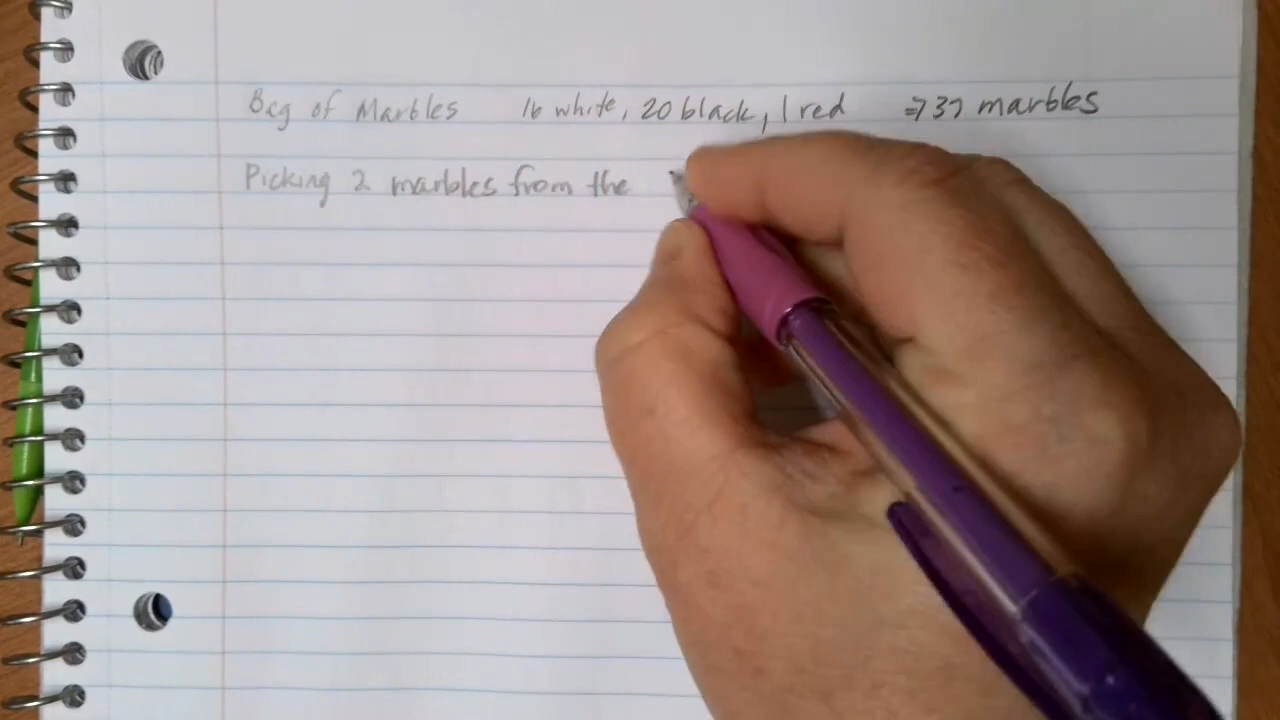 Bag of Marbles 16 white, 20 black, 1 red => 37 marbles
Picking 2 marbles from the